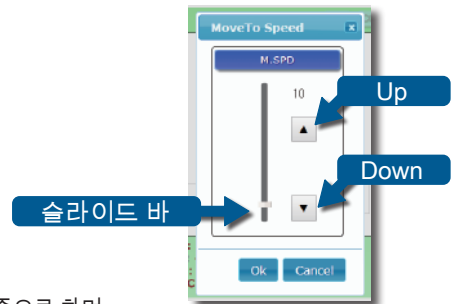 MoveTo Speed
x
M.SPD
10
Up
▲
Down
슬라이드 바
▼
Ok
Cancel